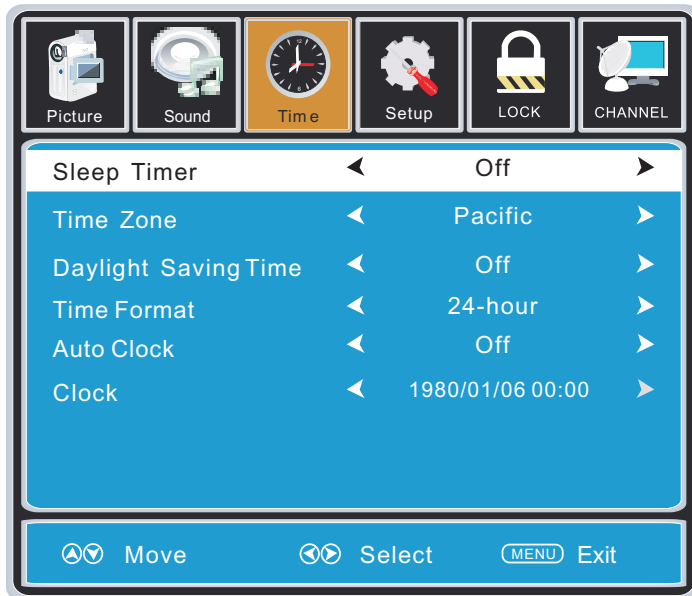 Picture Sound Time Setup LOCK CHANNEL
Sleep Timer Off
Time Zone Pacific
Daylight Saving Time Off
Time Format 24-hour
Auto Clock Off
Clock 1980/01/06 00:00
Move Select MENU Exit